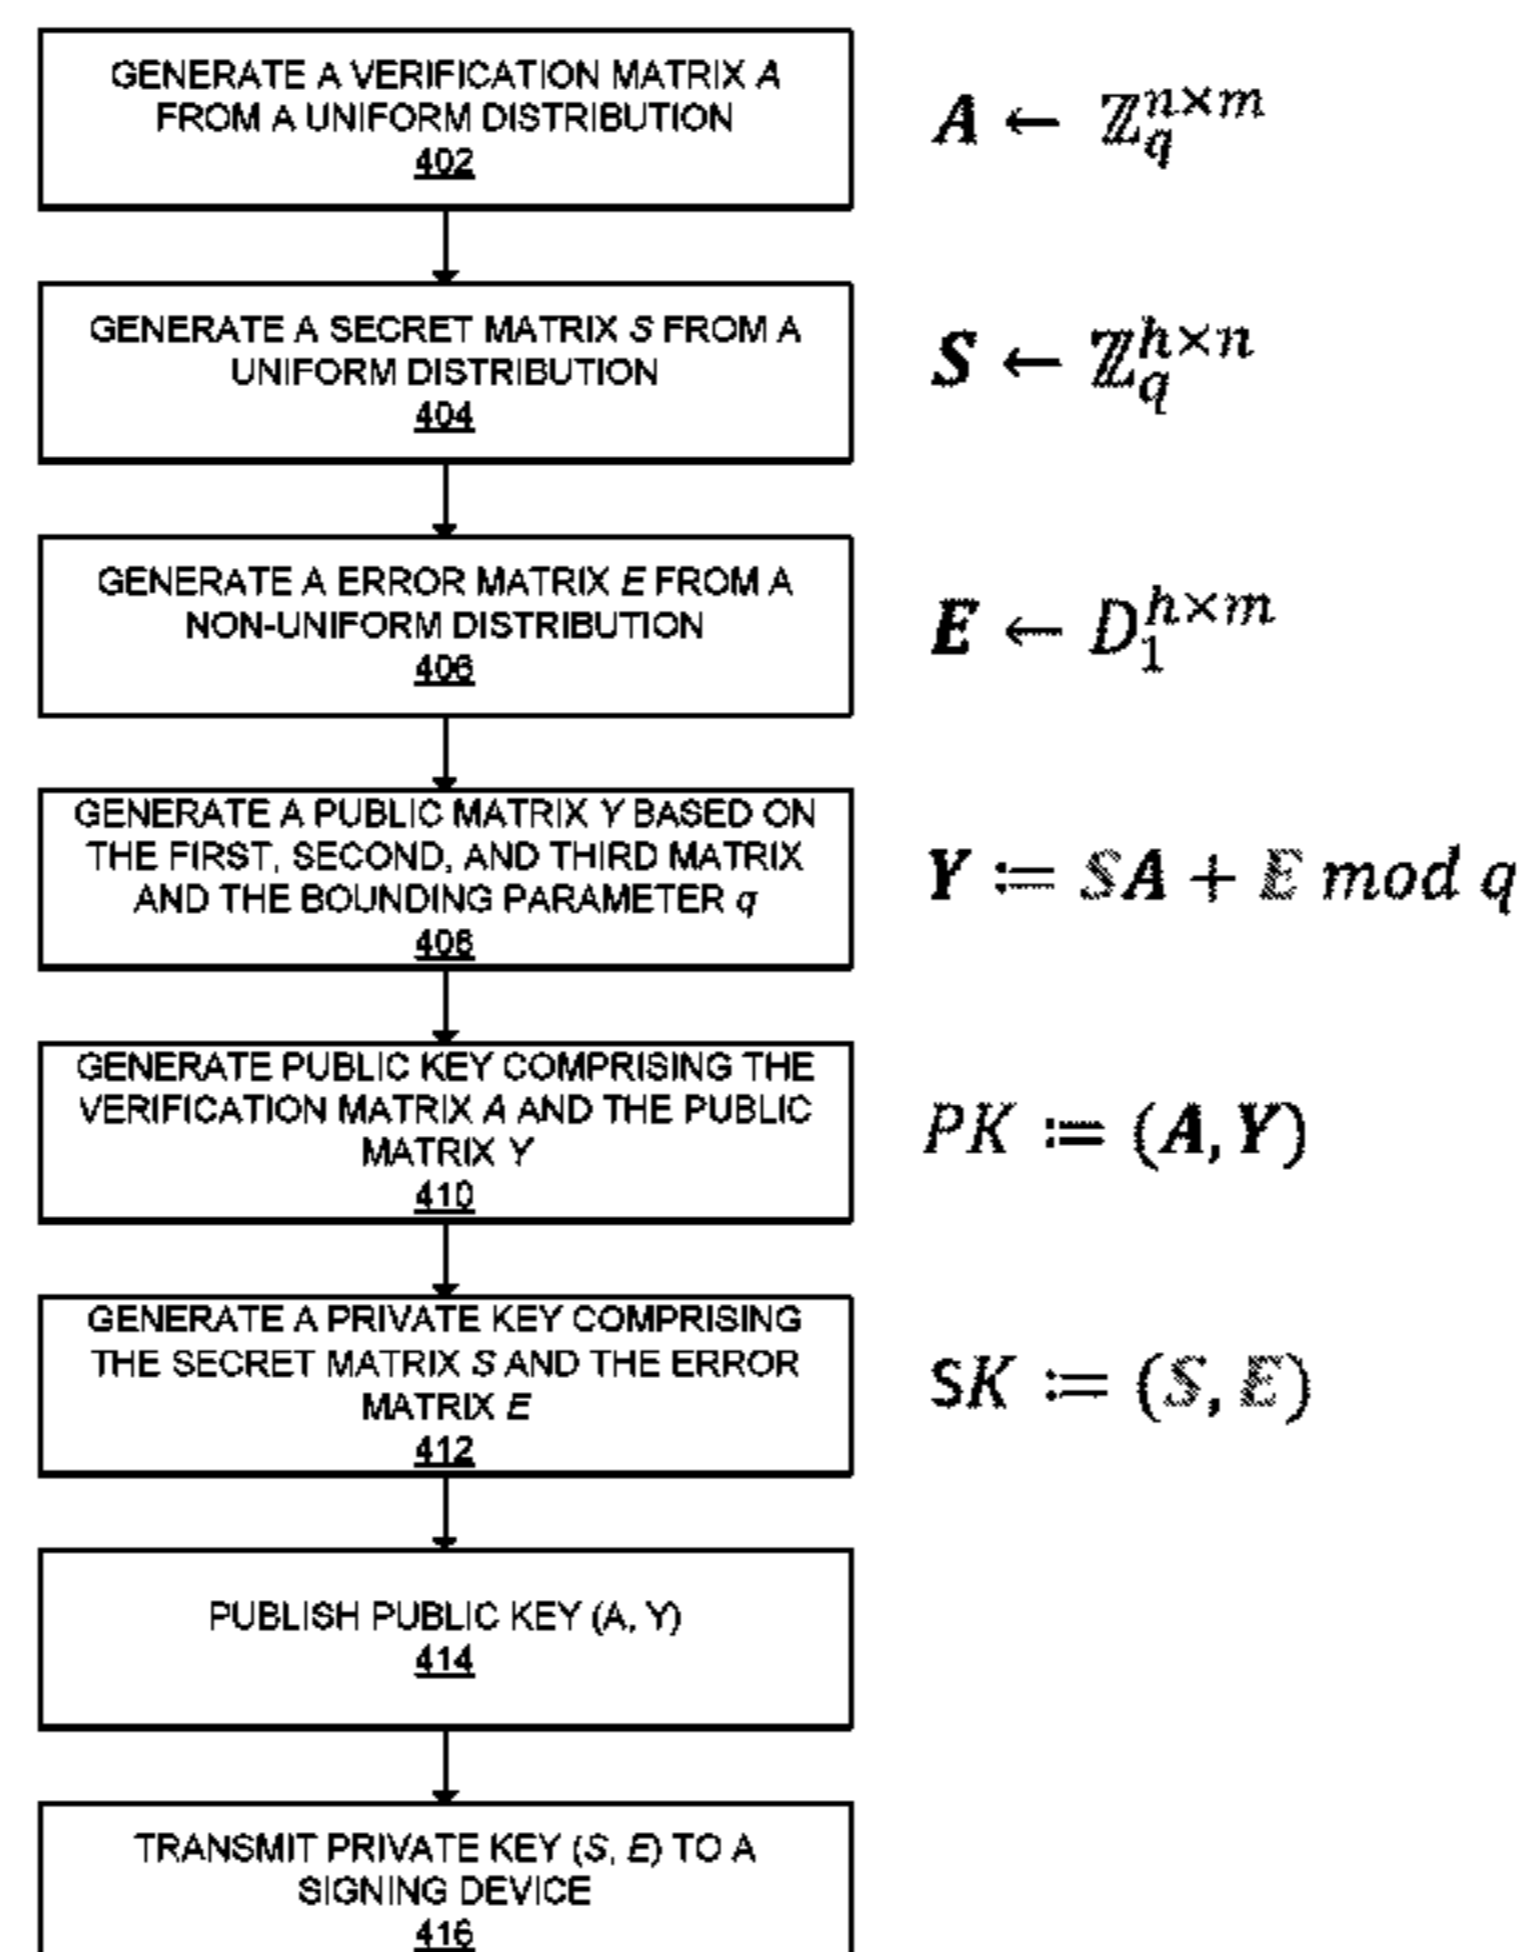 GENERATE A VERIFICATION MATRIX A
FROM A UNIFORM DISTRIBUTION
402
A ← ℤ_q^{n×m}
GENERATE A SECRET MATRIX S FROM A
UNIFORM DISTRIBUTION
404
S ← ℤ_q^{h×n}
GENERATE A ERROR MATRIX E FROM A
NON-UNIFORM DISTRIBUTION
406
E ← D_1^{h×m}
GENERATE A PUBLIC MATRIX Y BASED ON
THE FIRST, SECOND, AND THIRD MATRIX
AND THE BOUNDING PARAMETER q
408
Y := SA + E mod q
GENERATE PUBLIC KEY COMPRISING THE
VERIFICATION MATRIX A AND THE PUBLIC
MATRIX Y
410
PK := (A, Y)
GENERATE A PRIVATE KEY COMPRISING
THE SECRET MATRIX S AND THE ERROR
MATRIX E
412
SK := (S, E)
PUBLISH PUBLIC KEY (A, Y)
414
TRANSMIT PRIVATE KEY (S, E) TO A
SIGNING DEVICE
416